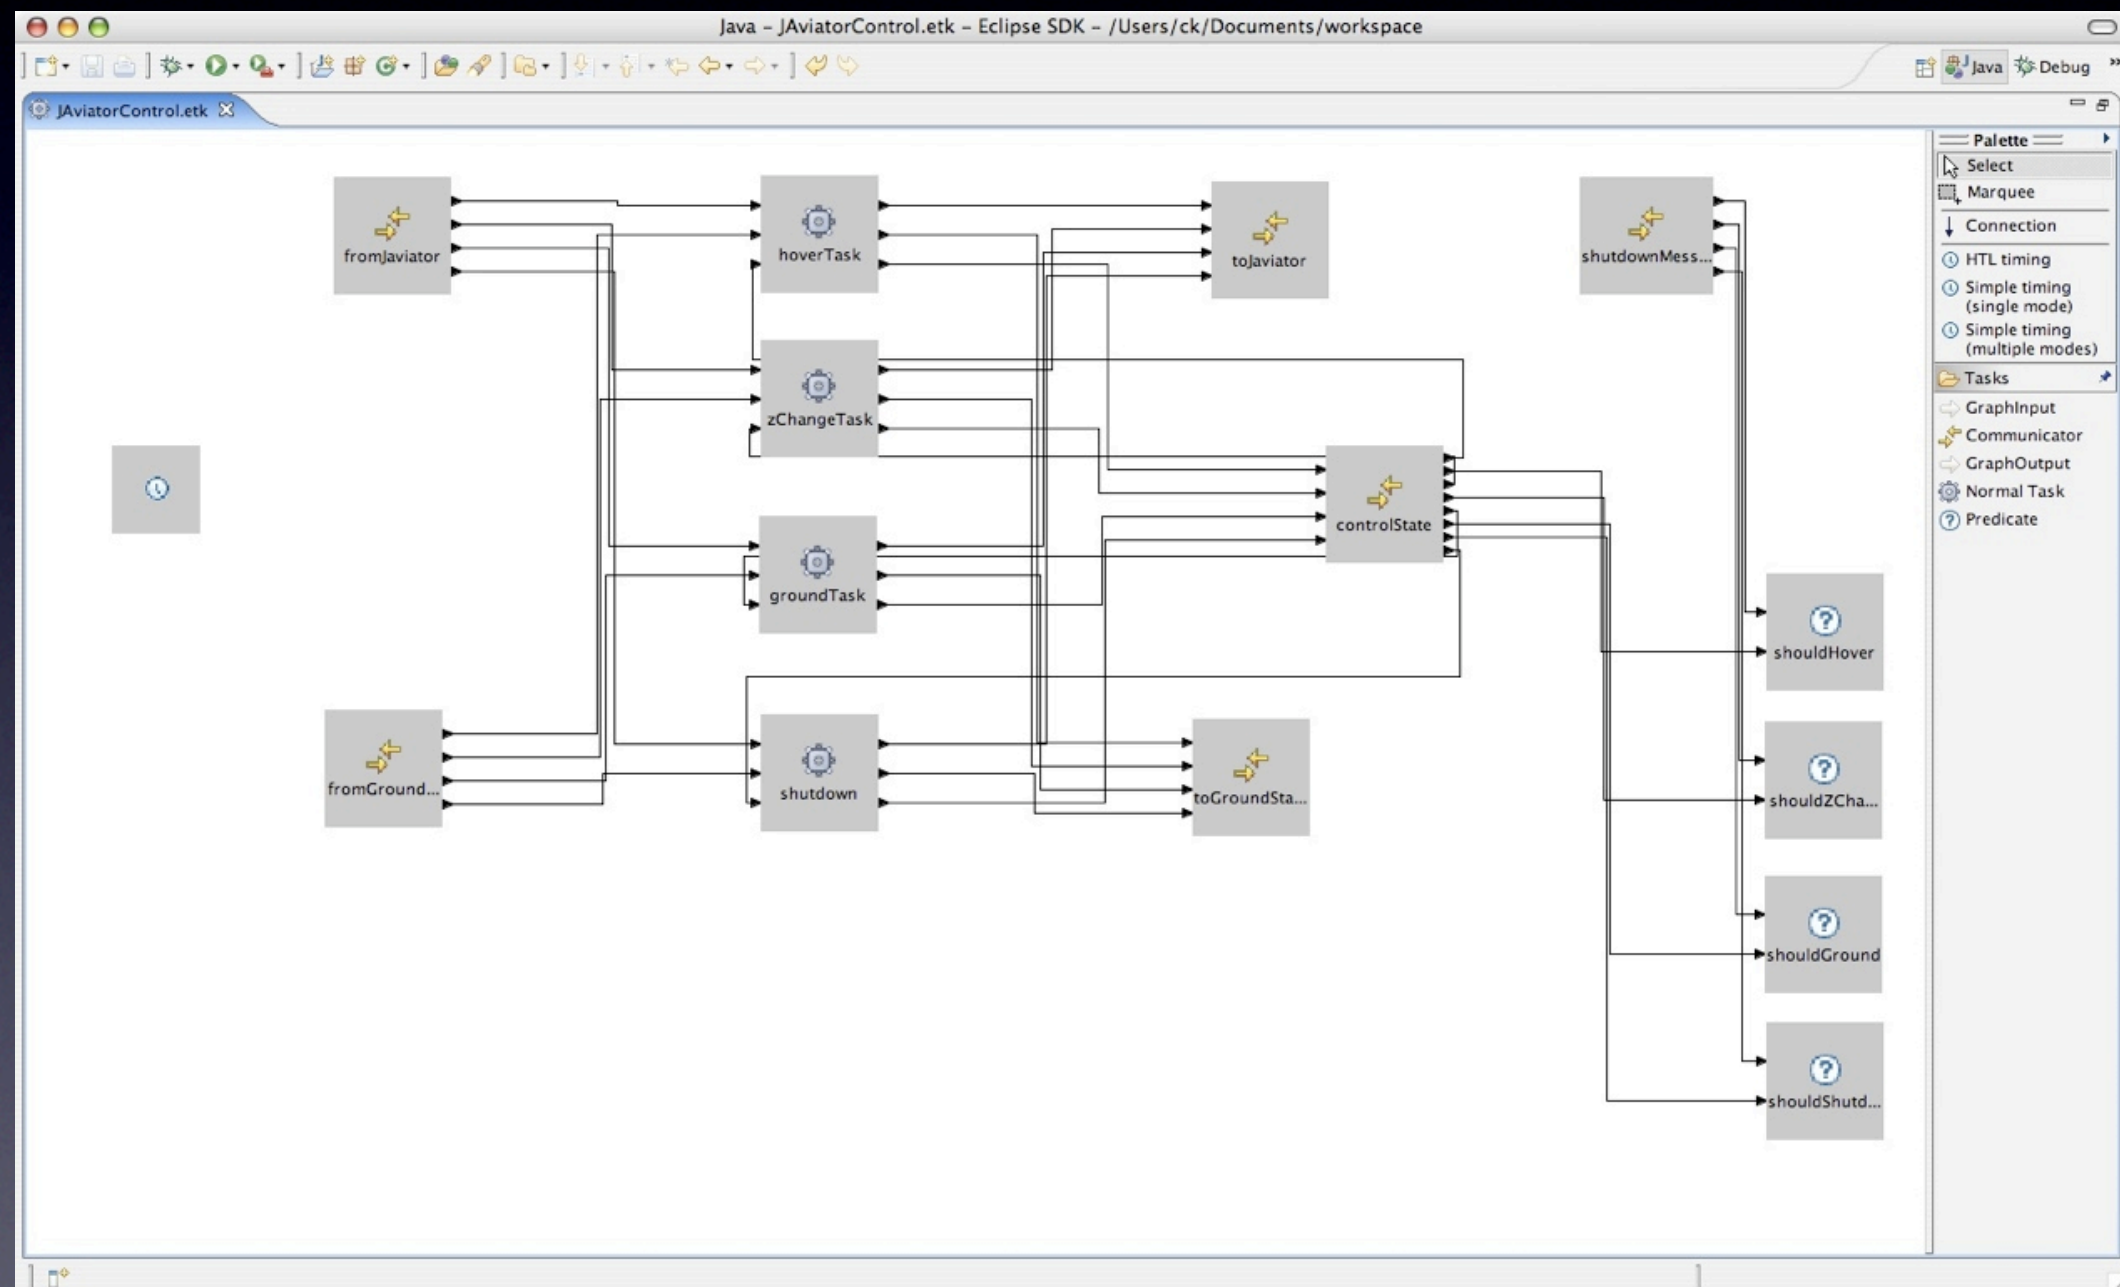 Java – JAviatorControl.etk – Eclipse SDK – /Users/ck/Documents/workspace
Java
Debug
JAviatorControl.etk
Palette
Select
Marquee
Connection
HTL timing
Simple timing
(single mode)
Simple timing
(multiple modes)
Tasks
GraphInput
Communicator
GraphOutput
Normal Task
Predicate
fromJaviator
hoverTask
toJaviator
shutdownMess...
zChangeTask
controlState
groundTask
shouldHover
fromGround...
shutdown
toGroundSta...
shouldZCha...
shouldGround
shouldShutd...